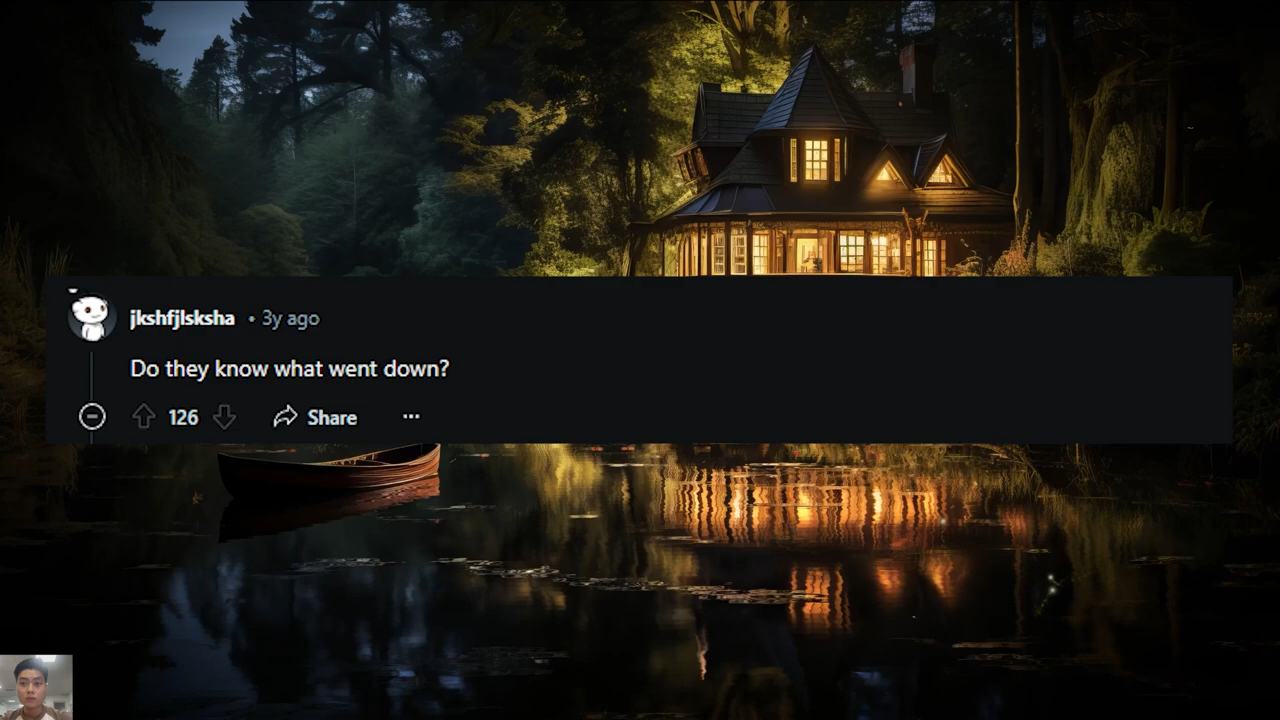 jkshfjlsksha • 3y ago
Do they know what went down?
126 Share ···